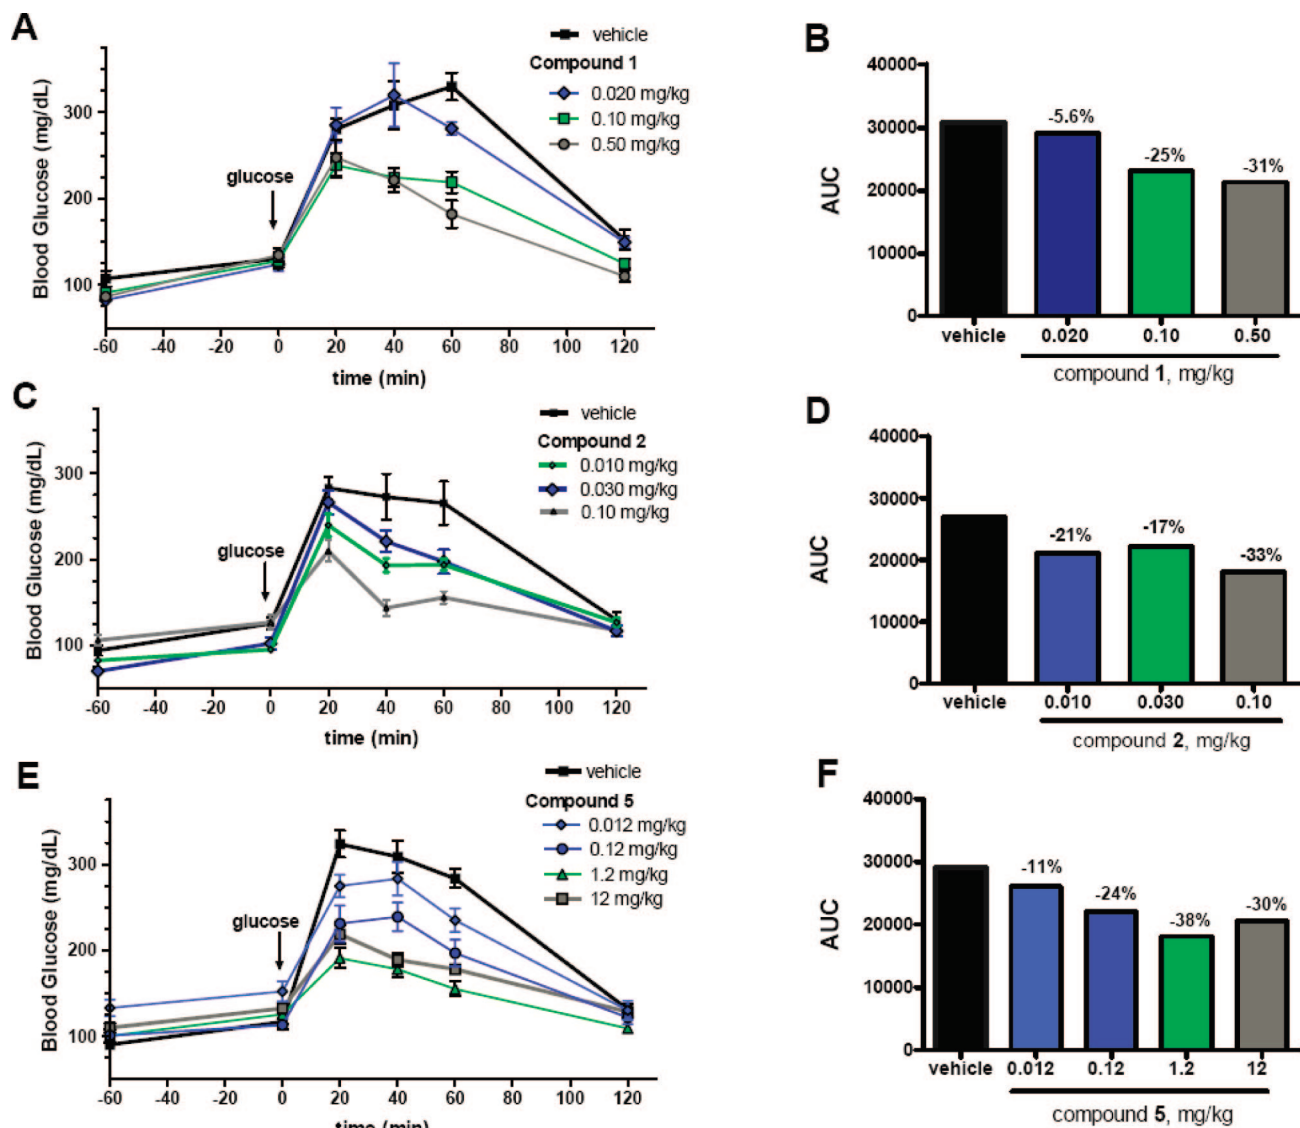 A
vehicle
Compound 1
0.020 mg/kg
0.10 mg/kg
0.50 mg/kg
glucose
Blood Glucose (mg/dL)
300
200
100
-60 -40 -20 0 20 40 60 80 100 120
time (min)
B
40000
30000
20000
10000
0
AUC
-5.6%
-25%
-31%
vehicle 0.020 0.10 0.50
compound 1, mg/kg
C
vehicle
Compound 2
0.010 mg/kg
0.030 mg/kg
0.10 mg/kg
glucose
Blood Glucose (mg/dL)
300
200
100
-60 -40 -20 0 20 40 60 80 100 120
time (min)
D
40000
30000
20000
10000
0
AUC
-21%
-17%
-33%
vehicle 0.010 0.030 0.10
compound 2, mg/kg
E
vehicle
Compound 5
0.012 mg/kg
0.12 mg/kg
1.2 mg/kg
12 mg/kg
glucose
Blood Glucose (mg/dL)
300
200
100
-60 -40 -20 0 20 40 60 80 100 120
time (min)
F
40000
30000
20000
10000
0
AUC
-11%
-24%
-38%
-30%
vehicle 0.012 0.12 1.2 12
compound 5, mg/kg